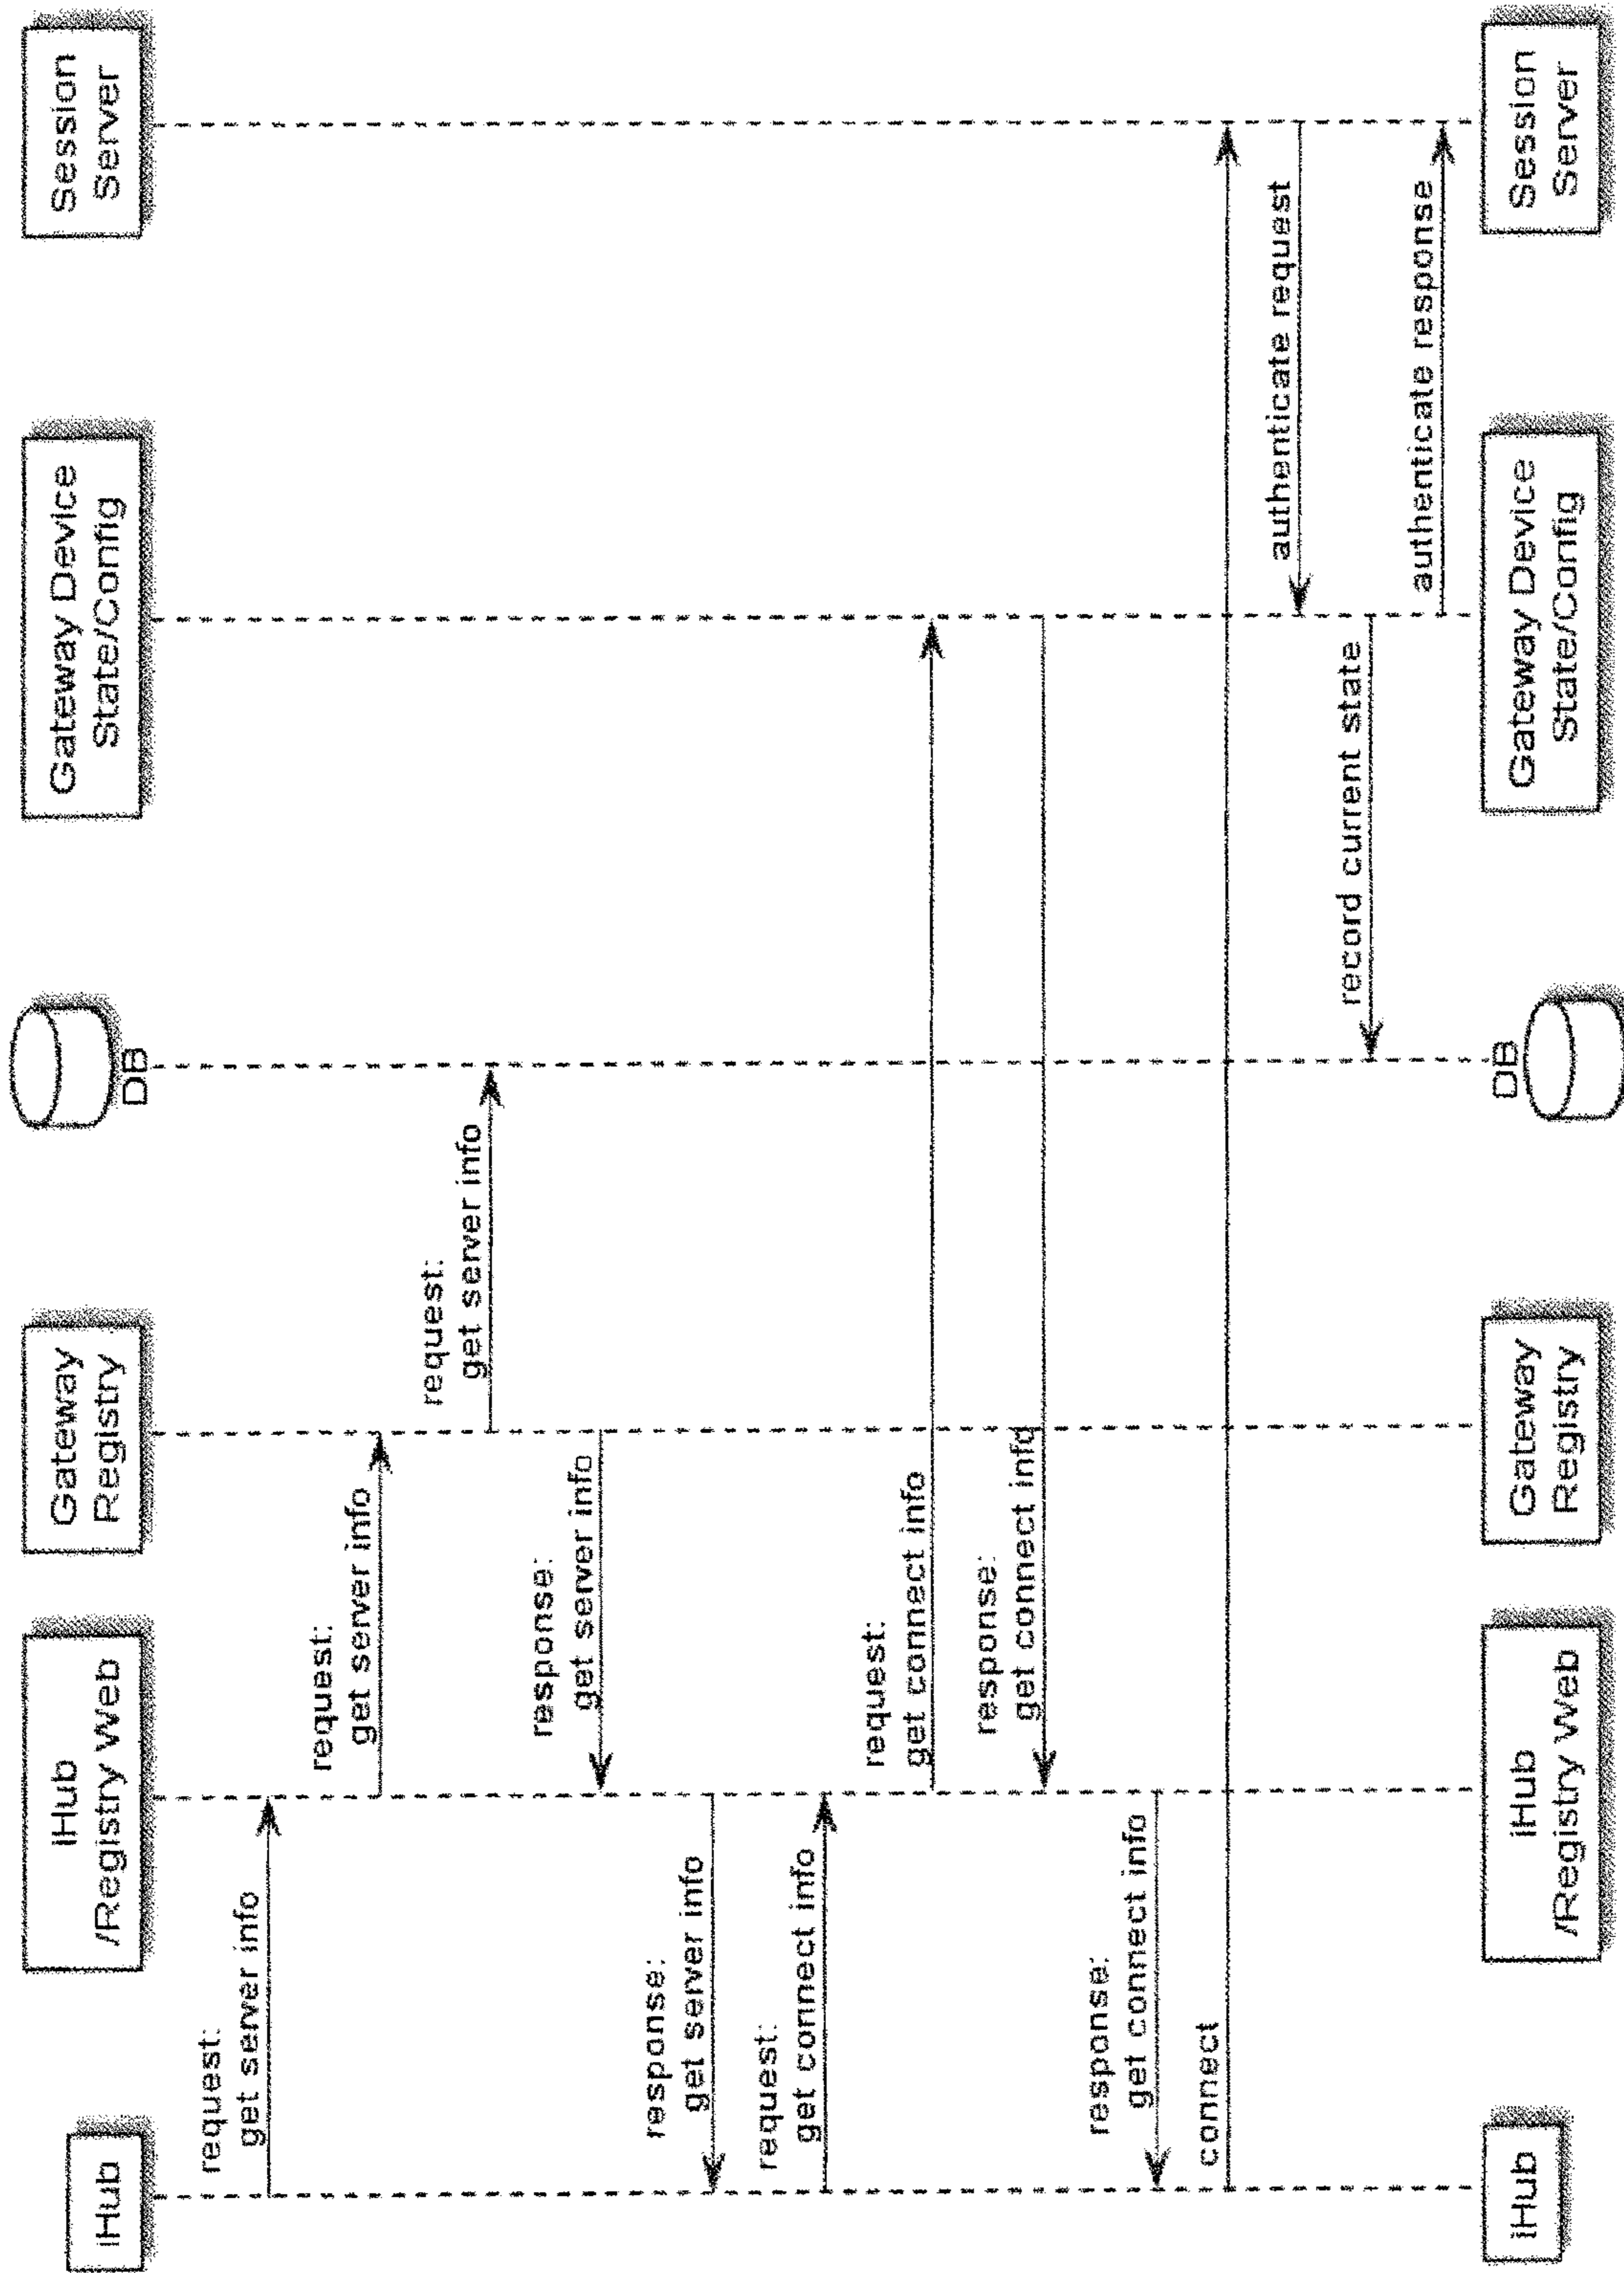 iHub
iHub
/Registry Web
Gateway
Registry
DB
Gateway Device
State/Config
Session
Server
request:
get server info
request:
get server info
request:
get server info
response:
get server info
response:
get server info
request:
get connect info
request:
get connect info
response:
get connect info
response:
get connect info
connect
authenticate request
record current state
authenticate response
iHub
iHub
/Registry Web
Gateway
Registry
DB
Gateway Device
State/Config
Session
Server